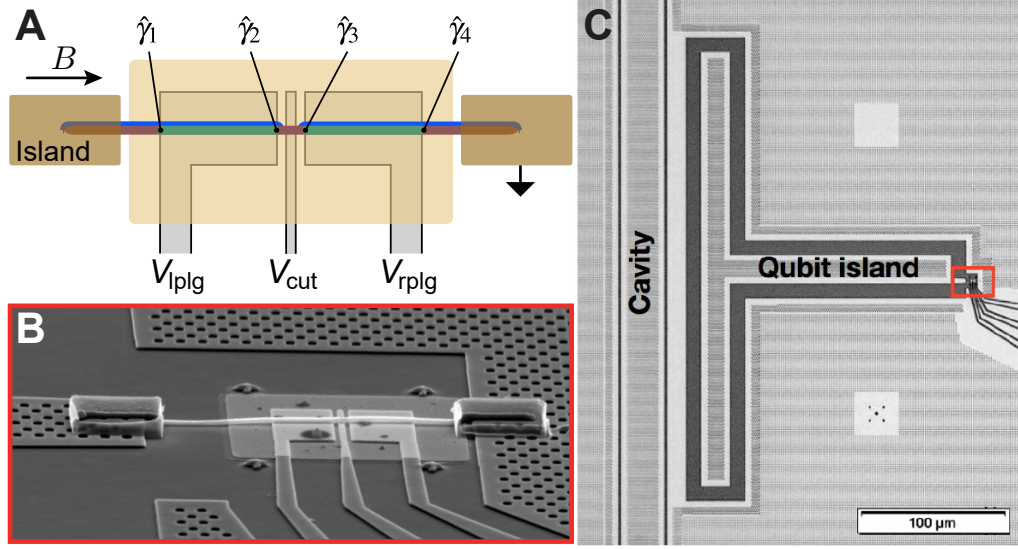 A
γ̂1 γ̂2 γ̂3 γ̂4
B
Island
Vlplg Vcut Vrplg
B
C
Cavity
Qubit island
100 µm